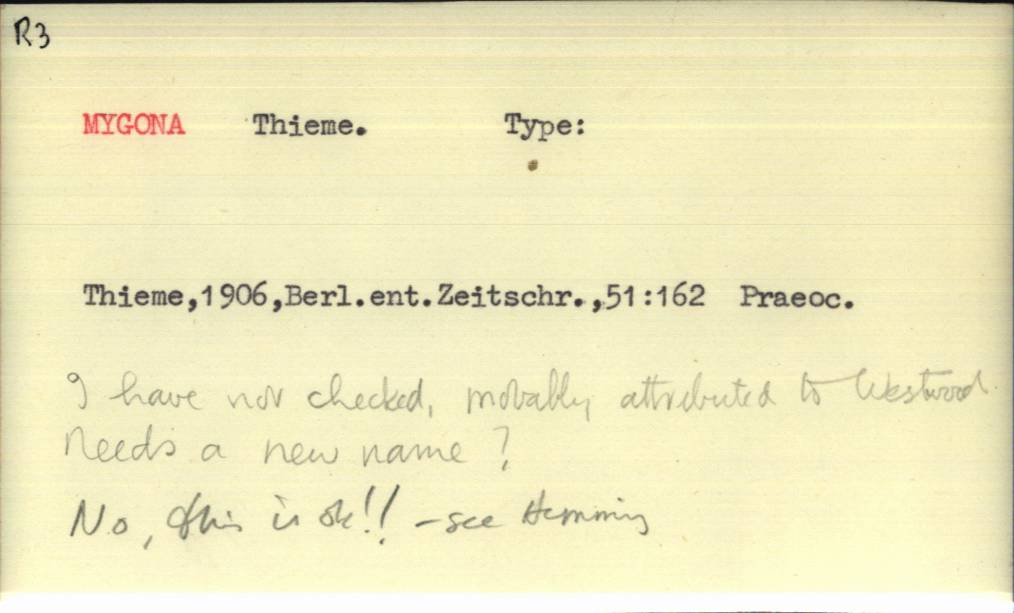 R3
MYGONA Thieme. Type:
Thieme,1906,Berl.ent.Zeitschr.,51:162 Praeoc.
I have not checked, probably attributed to Westwood.
Needs a new name?
No, this is ok!! - see Hemming